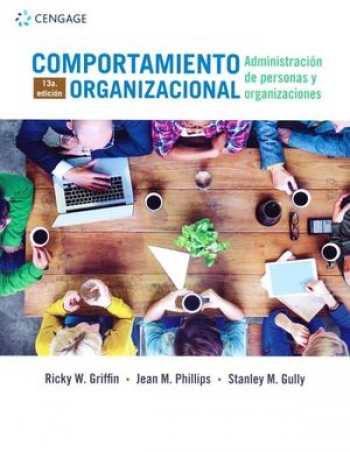 CENGAGE
COMPORTAMIENTO
13a.
edición
ORGANIZACIONAL
Administración
de personas y
organizaciones
Ricky W. Griffin • Jean M. Phillips • Stanley M. Gully